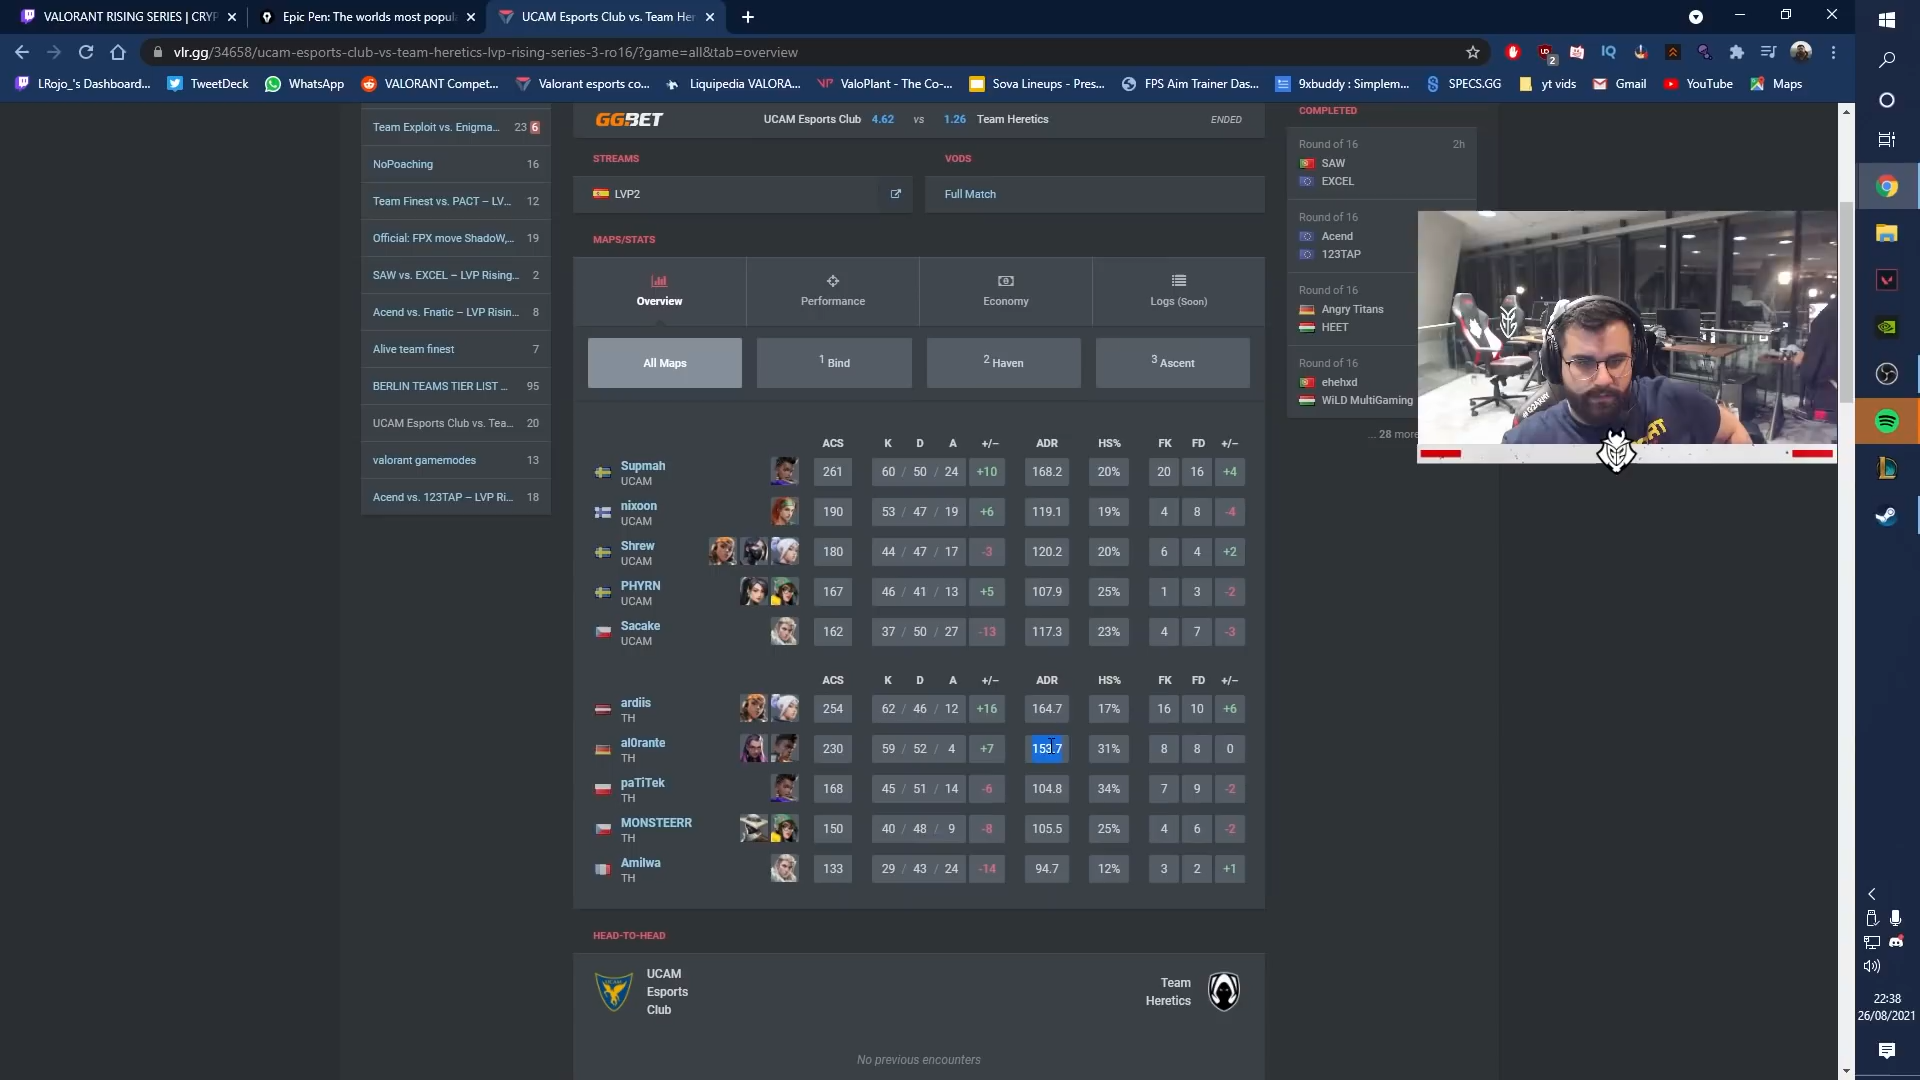 VALORANT RISING SERIES | CRYP
Epic Pen: The worlds most popul
UCAM Esports Club vs. Team Her
vlr.gg/34658/ucam-esports-club-vs-team-heretics-lvp-rising-series-3-ro16/?game=all&tab=overview
LRojo_'s Dashboard...
TweetDeck
WhatsApp
VALORANT Compet...
Valorant esports co...
Liquipedia VALORA...
ValoPlant - The Co-...
Sova Lineups - Pres...
FPS Aim Trainer Das...
9xbuddy : Simplem...
SPECS.GG
yt vids
Gmail
YouTube
Maps
Team Exploit vs. Enigma... 23 6
NoPoaching 16
Team Finest vs. PACT – LV... 12
Official: FPX move ShadoW,... 19
SAW vs. EXCEL – LVP Rising... 2
Acend vs. Fnatic – LVP Risin... 8
Alive team finest 7
BERLIN TEAMS TIER LIST ... 95
UCAM Esports Club vs. Tea... 20
valorant gamemodes 13
Acend vs. 123TAP – LVP Ri... 18
GG.BET UCAM Esports Club 4.62 vs 1.26 Team Heretics ENDED
STREAMS VODS
LVP2 Full Match
MAPS/STATS
Overview Performance Economy Logs (Soon)
All Maps 1 Bind 2 Haven 3 Ascent
ACS K D A +/– ADR HS% FK FD +/–
Supmah UCAM 261 60 / 50 / 24 +10 168.2 20% 20 16 +4
nixoon UCAM 190 53 / 47 / 19 +6 119.1 19% 4 8 -4
Shrew UCAM 180 44 / 47 / 17 -3 120.2 20% 6 4 +2
PHYRN UCAM 167 46 / 41 / 13 +5 107.9 25% 1 3 -2
Sacake UCAM 162 37 / 50 / 27 -13 117.3 23% 4 7 -3
ACS K D A +/– ADR HS% FK FD +/–
ardiis TH 254 62 / 46 / 12 +16 164.7 17% 16 10 +6
al0rante TH 230 59 / 52 / 4 +7 153.7 31% 8 8 0
paTiTek TH 168 45 / 51 / 14 -6 104.8 34% 7 9 -2
MONSTEERR TH 150 40 / 48 / 9 -8 105.5 25% 4 6 -2
Amilwa TH 133 29 / 43 / 24 -14 94.7 12% 3 2 +1
HEAD-TO-HEAD
UCAM
Esports
Club
Team
Heretics
No previous encounters
COMPLETED
Round of 16 2h
SAW
EXCEL
Round of 16
Acend
123TAP
Round of 16
Angry Titans
HEET
Round of 16
ehehxd
WiLD MultiGaming
... 28 more
22:38
26/08/2021